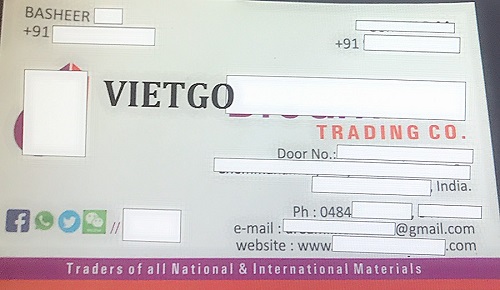 BASHEER
+91
+91
VIETGO
TRADING CO.
Door No.:
, India.
Ph : 0484
e-mail : @gmail.com
website : www. .com
//
Traders of all National & International Materials